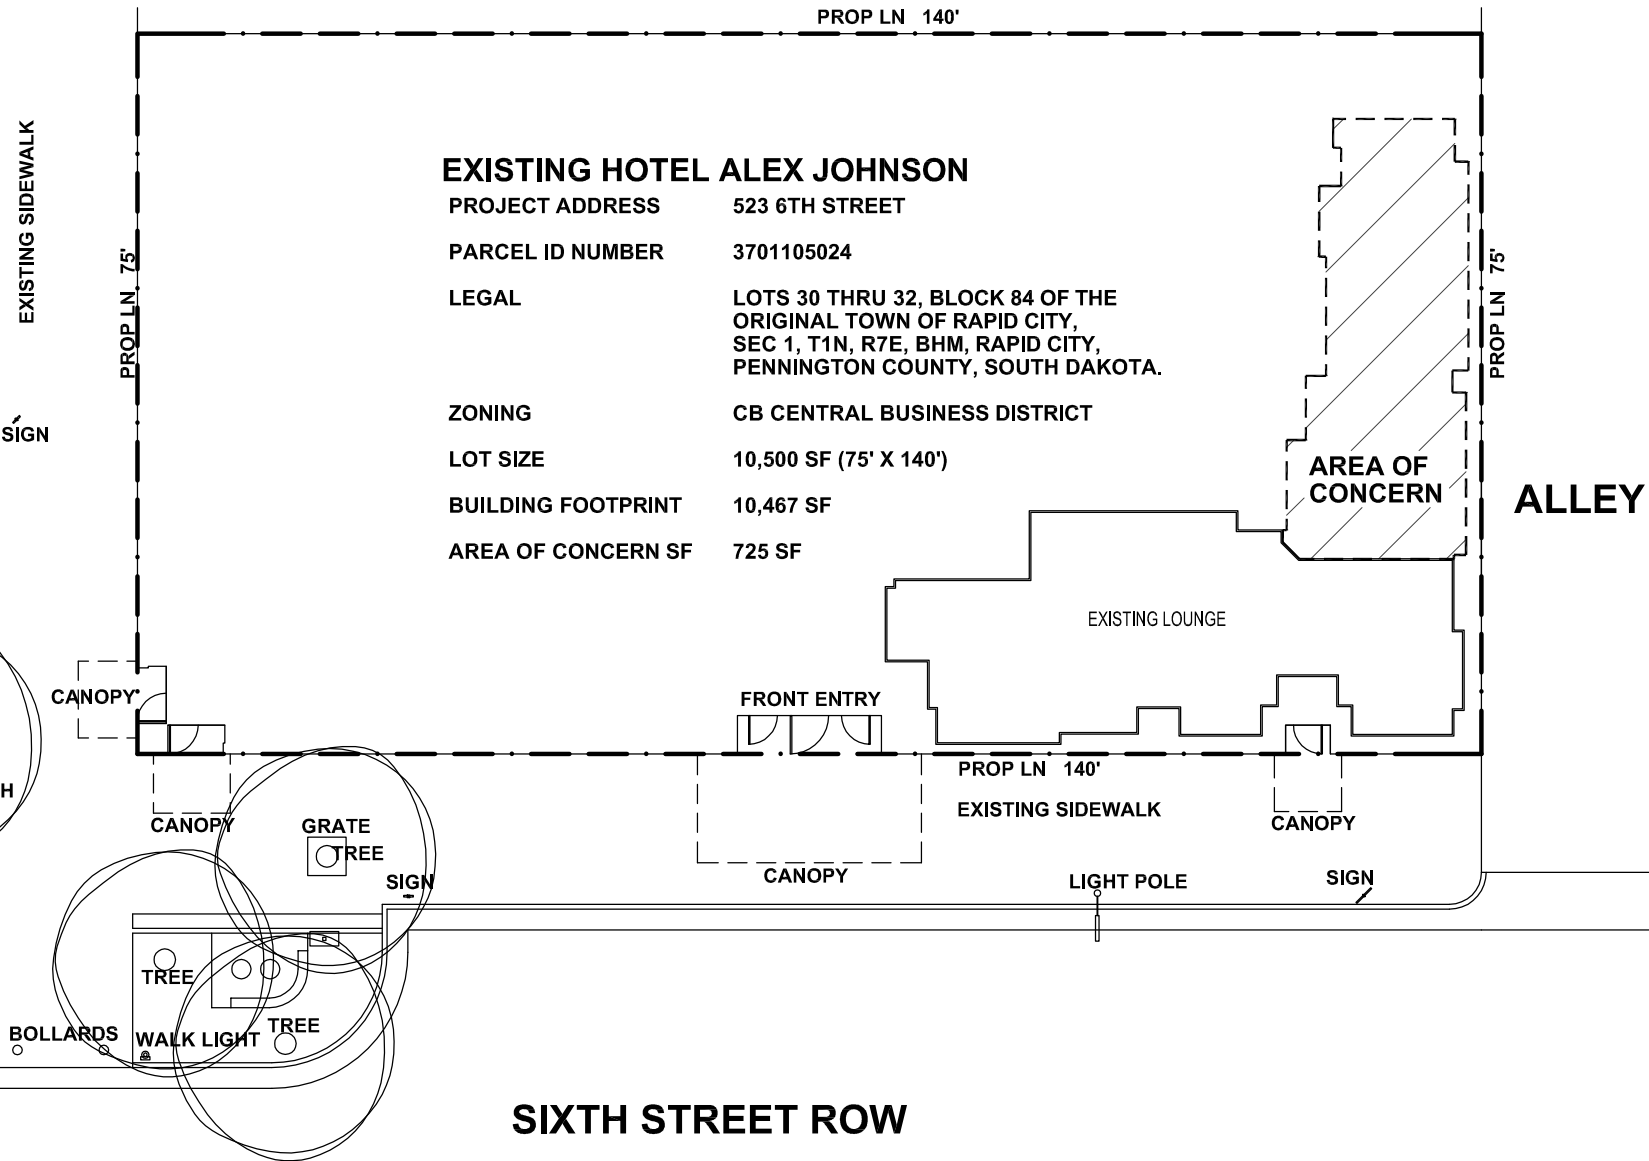 PROP LN 140'
EXISTING SIDEWALK
PROP LN 75'
EXISTING HOTEL ALEX JOHNSON
PROJECT ADDRESS 523 6TH STREET
PARCEL ID NUMBER 3701105024
LEGAL LOTS 30 THRU 32, BLOCK 84 OF THE
ORIGINAL TOWN OF RAPID CITY,
SEC 1, T1N, R7E, BHM, RAPID CITY,
PENNINGTON COUNTY, SOUTH DAKOTA.
ZONING CB CENTRAL BUSINESS DISTRICT
LOT SIZE 10,500 SF (75' X 140')
BUILDING FOOTPRINT 10,467 SF
AREA OF CONCERN SF 725 SF
PROP LN 75'
SIGN
AREA OF
CONCERN
ALLEY
EXISTING LOUNGE
CANOPY
FRONT ENTRY
PROP LN 140'
H
EXISTING SIDEWALK
CANOPY
GRATE
CANOPY
TREE
CANOPY
SIGN
LIGHT POLE
SIGN
TREE
TREE
BOLLARDS
WALK LIGHT
SIXTH STREET ROW